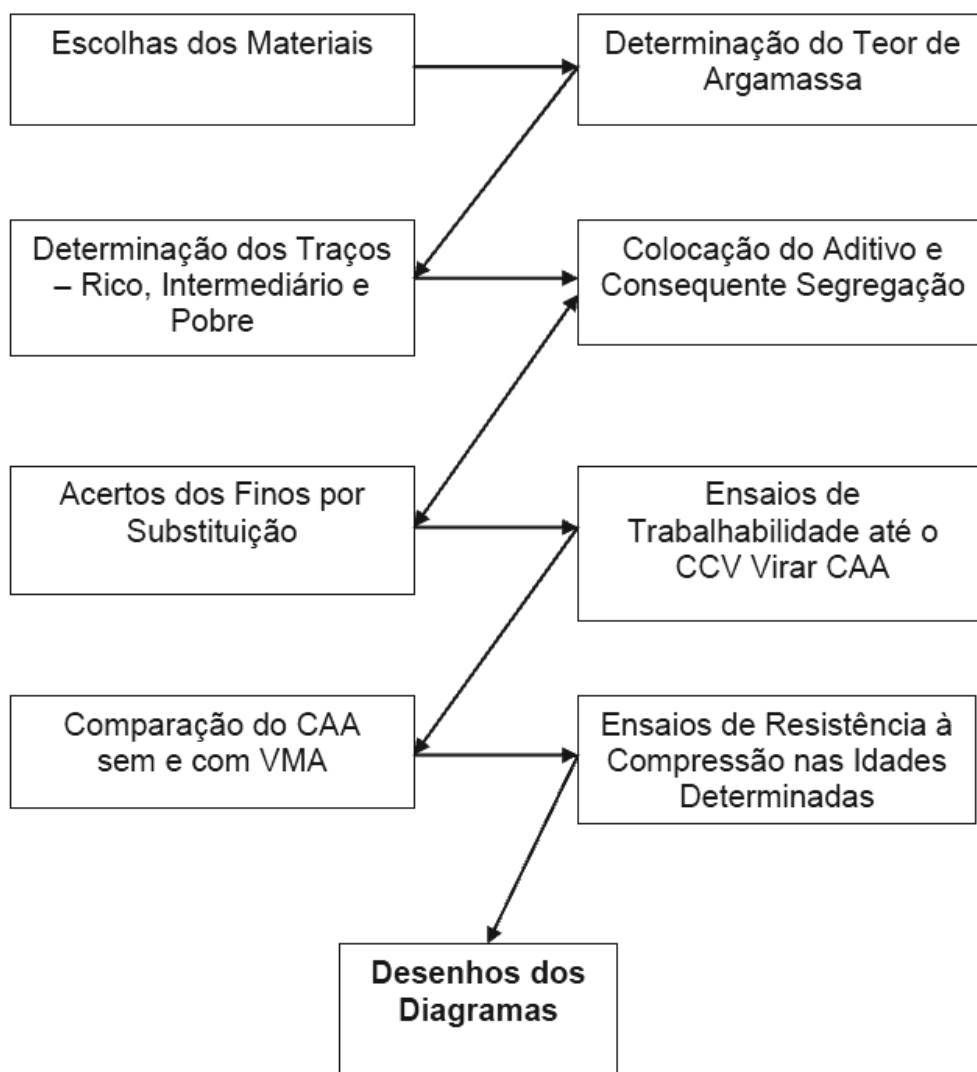 Escolhas dos Materiais
Determinação do Teor de
Argamassa
Determinação dos Traços
– Rico, Intermediário e
Pobre
Colocação do Aditivo e
Consequente Segregação
Acertos dos Finos por
Substituição
Ensaios de
Trabalhabilidade até o
CCV Virar CAA
Comparação do CAA
sem e com VMA
Ensaios de Resistência à
Compressão nas Idades
Determinadas
Desenhos dos
Diagramas